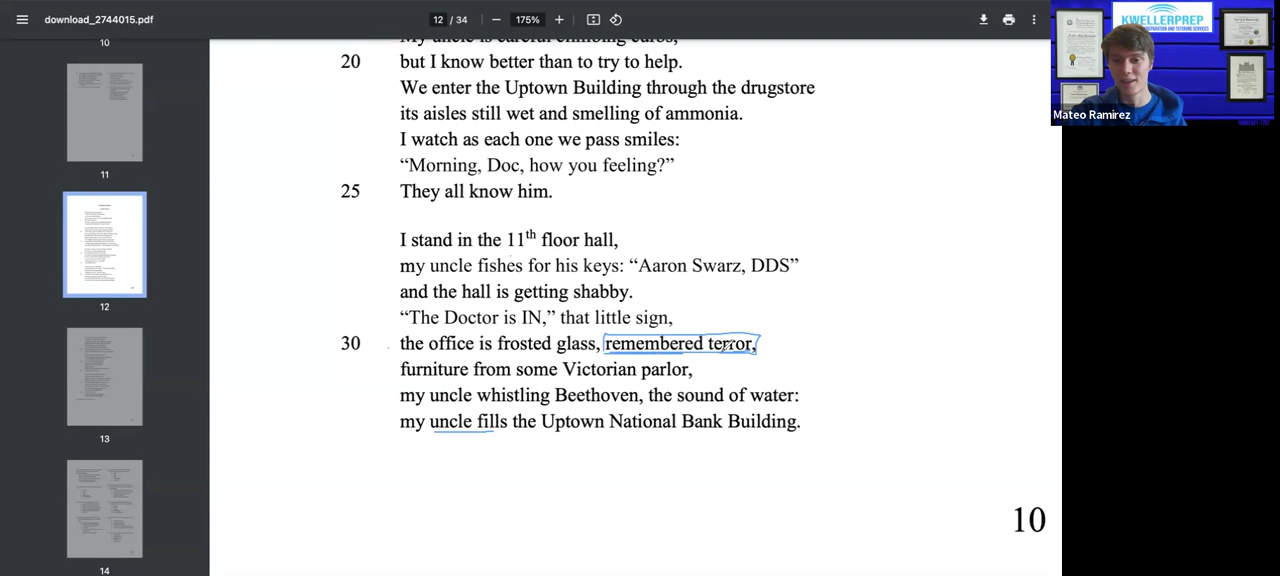 download_2744015.pdf
12 / 34
175%
10
11
12
13
14
20 but I know better than to try to help.
We enter the Uptown Building through the drugstore
its aisles still wet and smelling of ammonia.
I watch as each one we pass smiles:
“Morning, Doc, how you feeling?”
25 They all know him.
I stand in the 11th floor hall,
my uncle fishes for his keys: “Aaron Swarz, DDS”
and the hall is getting shabby.
“The Doctor is IN,” that little sign,
30 the office is frosted glass, remembered terror,
furniture from some Victorian parlor,
my uncle whistling Beethoven, the sound of water:
my uncle fills the Uptown National Bank Building.
10
KWELLERPREP
Mateo Ramirez